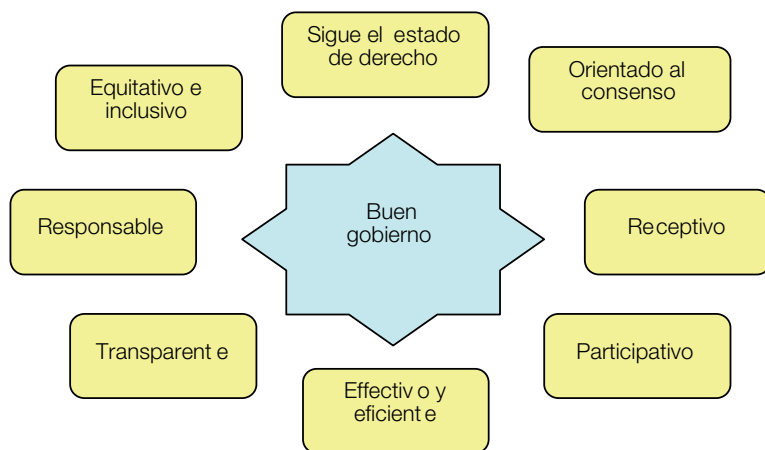 Sigue el estado
de derecho
Orientado al
consenso
Equitativo e
inclusivo
Buen
gobierno
Responsable
Receptivo
Transparent e
Participativo
Effectiv o y
eficient e